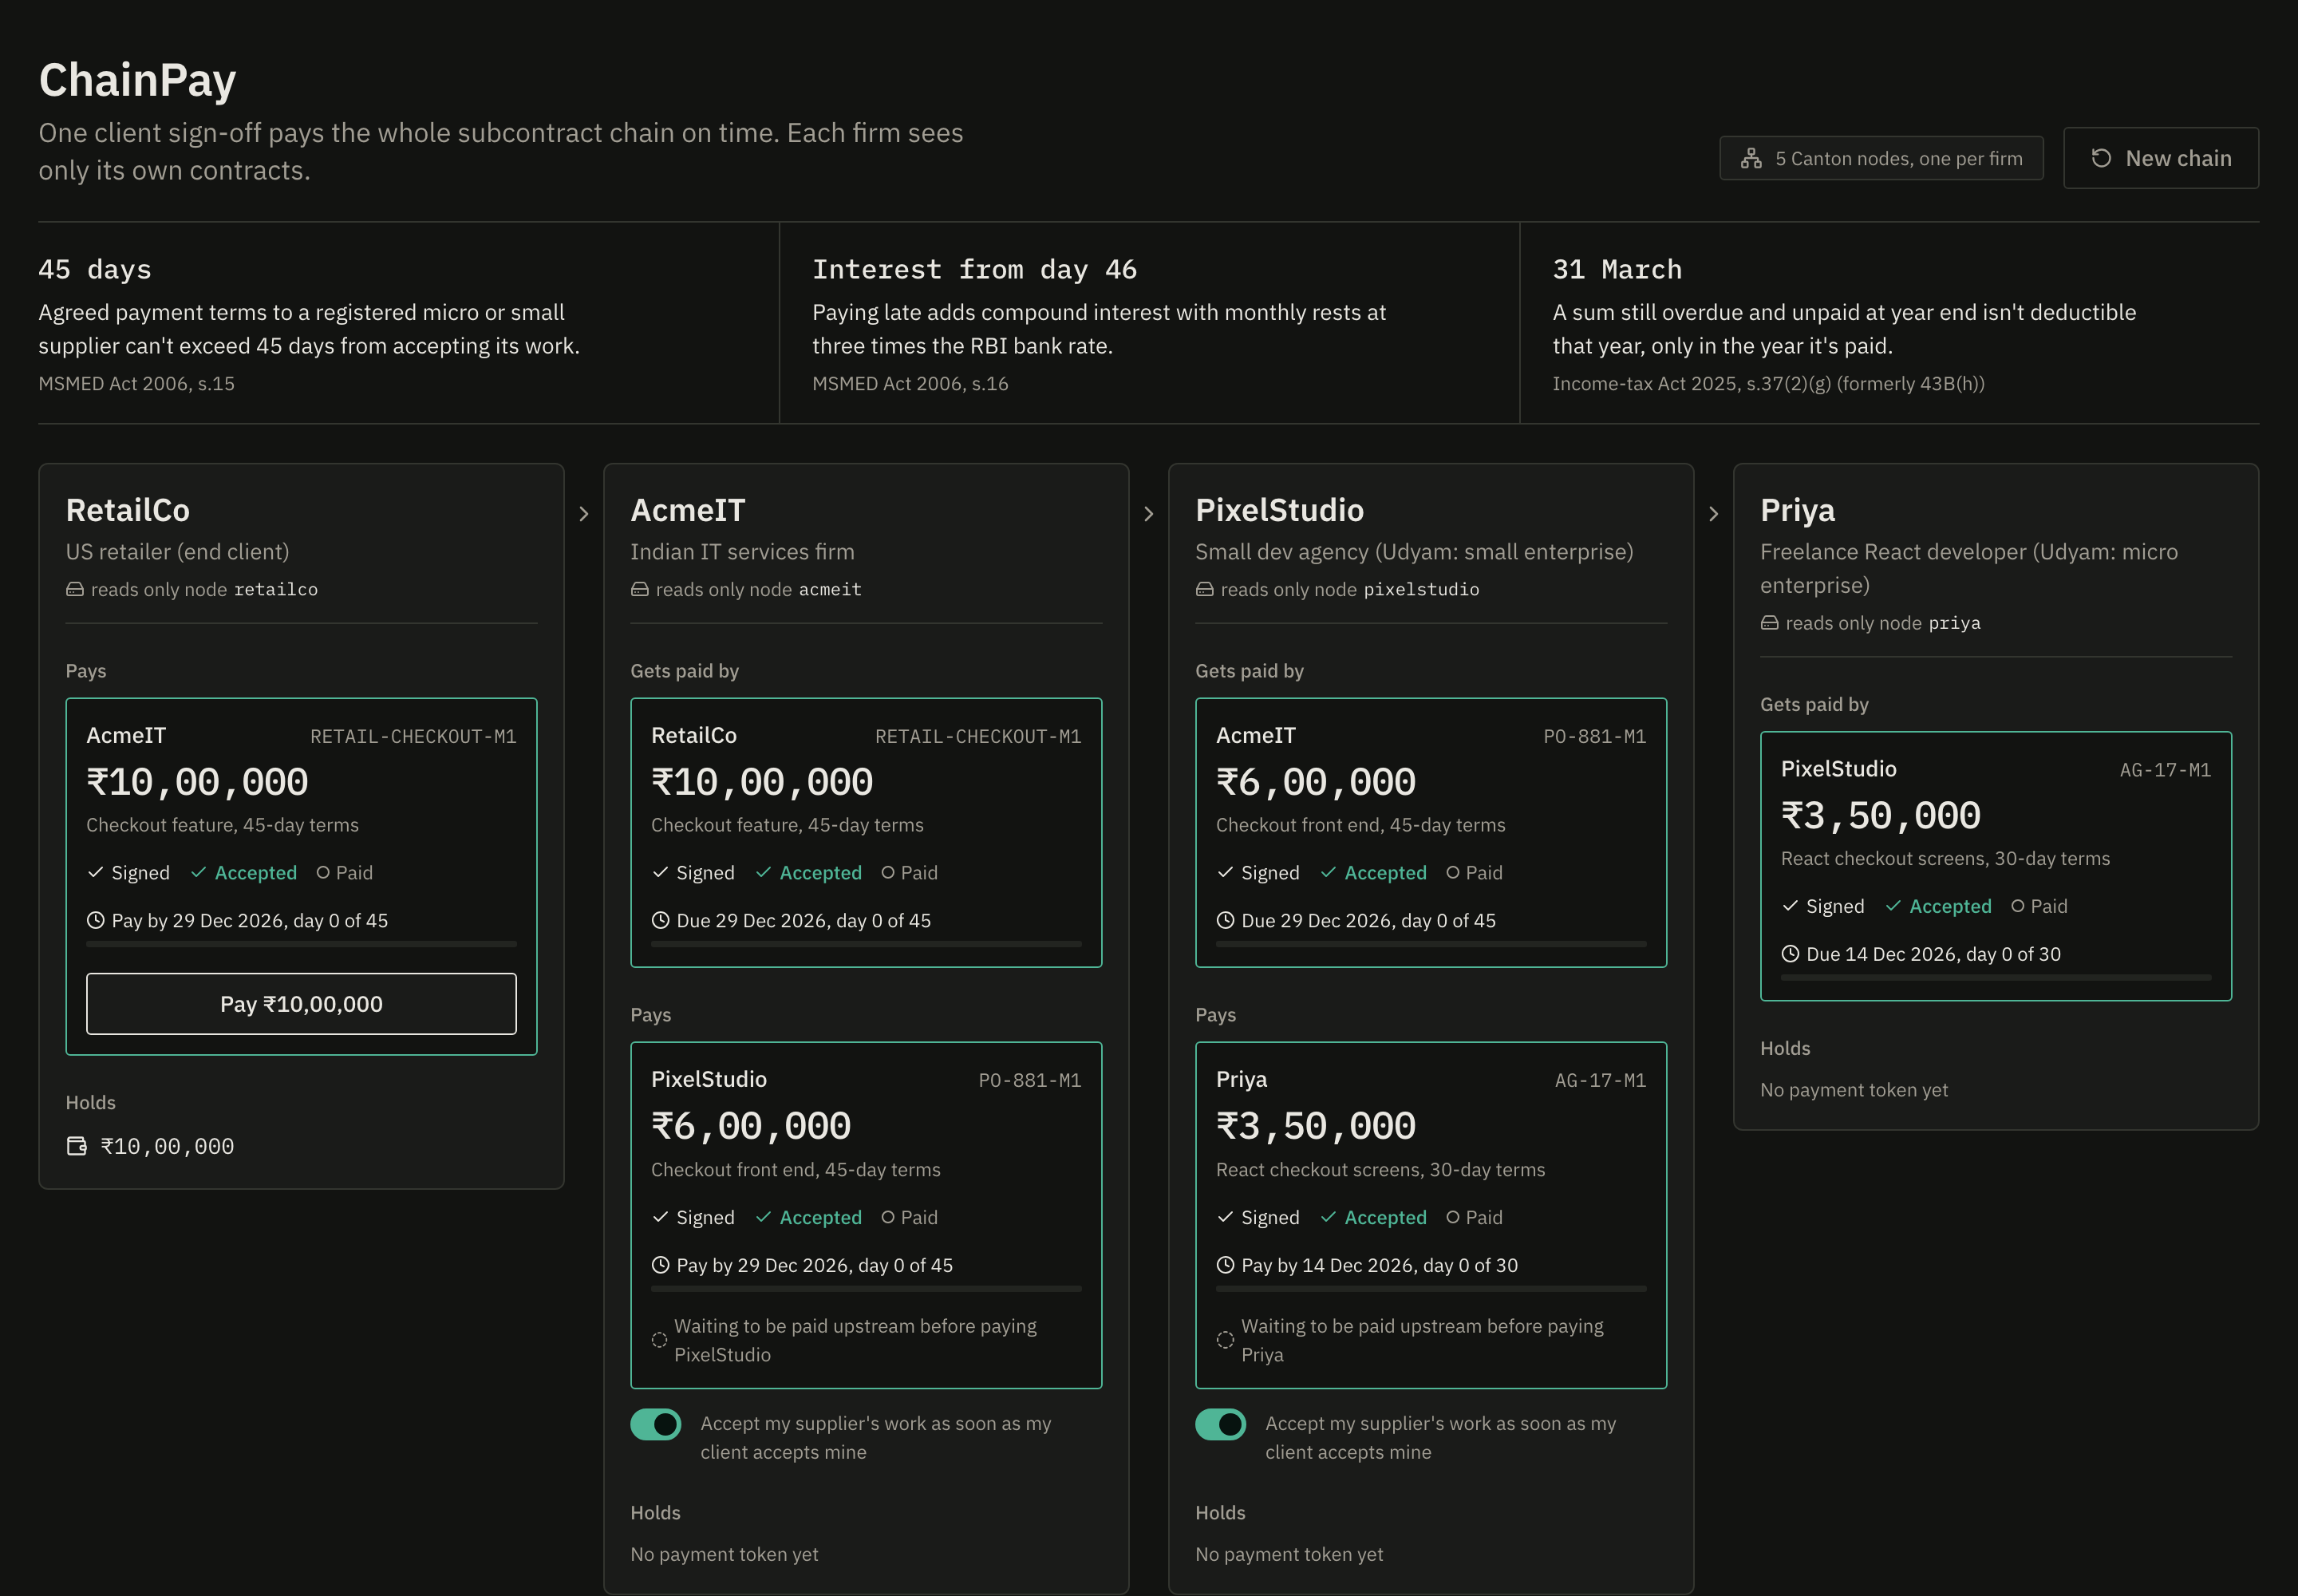 ChainPay
One client sign-off pays the whole subcontract chain on time. Each firm sees
only its own contracts.
5 Canton nodes, one per firm
New chain
45 days
Agreed payment terms to a registered micro or small
supplier can't exceed 45 days from accepting its work.
MSMED Act 2006, s.15
Interest from day 46
Paying late adds compound interest with monthly rests at
three times the RBI bank rate.
MSMED Act 2006, s.16
31 March
A sum still overdue and unpaid at year end isn't deductible
that year, only in the year it's paid.
Income-tax Act 2025, s.37(2)(g) (formerly 43B(h))
RetailCo
US retailer (end client)
reads only node retailco
Pays
AcmeIT RETAIL-CHECKOUT-M1
₹10,00,000
Checkout feature, 45-day terms
Signed Accepted Paid
Pay by 29 Dec 2026, day 0 of 45
Pay ₹10,00,000
Holds
₹10,00,000
AcmeIT
Indian IT services firm
reads only node acmeit
Gets paid by
RetailCo RETAIL-CHECKOUT-M1
₹10,00,000
Checkout feature, 45-day terms
Signed Accepted Paid
Due 29 Dec 2026, day 0 of 45
Pays
PixelStudio PO-881-M1
₹6,00,000
Checkout front end, 45-day terms
Signed Accepted Paid
Pay by 29 Dec 2026, day 0 of 45
Waiting to be paid upstream before paying
PixelStudio
Accept my supplier's work as soon as my
client accepts mine
Holds
No payment token yet
PixelStudio
Small dev agency (Udyam: small enterprise)
reads only node pixelstudio
Gets paid by
AcmeIT PO-881-M1
₹6,00,000
Checkout front end, 45-day terms
Signed Accepted Paid
Due 29 Dec 2026, day 0 of 45
Pays
Priya AG-17-M1
₹3,50,000
React checkout screens, 30-day terms
Signed Accepted Paid
Pay by 14 Dec 2026, day 0 of 30
Waiting to be paid upstream before paying
Priya
Accept my supplier's work as soon as my
client accepts mine
Holds
No payment token yet
Priya
Freelance React developer (Udyam: micro
enterprise)
reads only node priya
Gets paid by
PixelStudio AG-17-M1
₹3,50,000
React checkout screens, 30-day terms
Signed Accepted Paid
Due 14 Dec 2026, day 0 of 30
Holds
No payment token yet